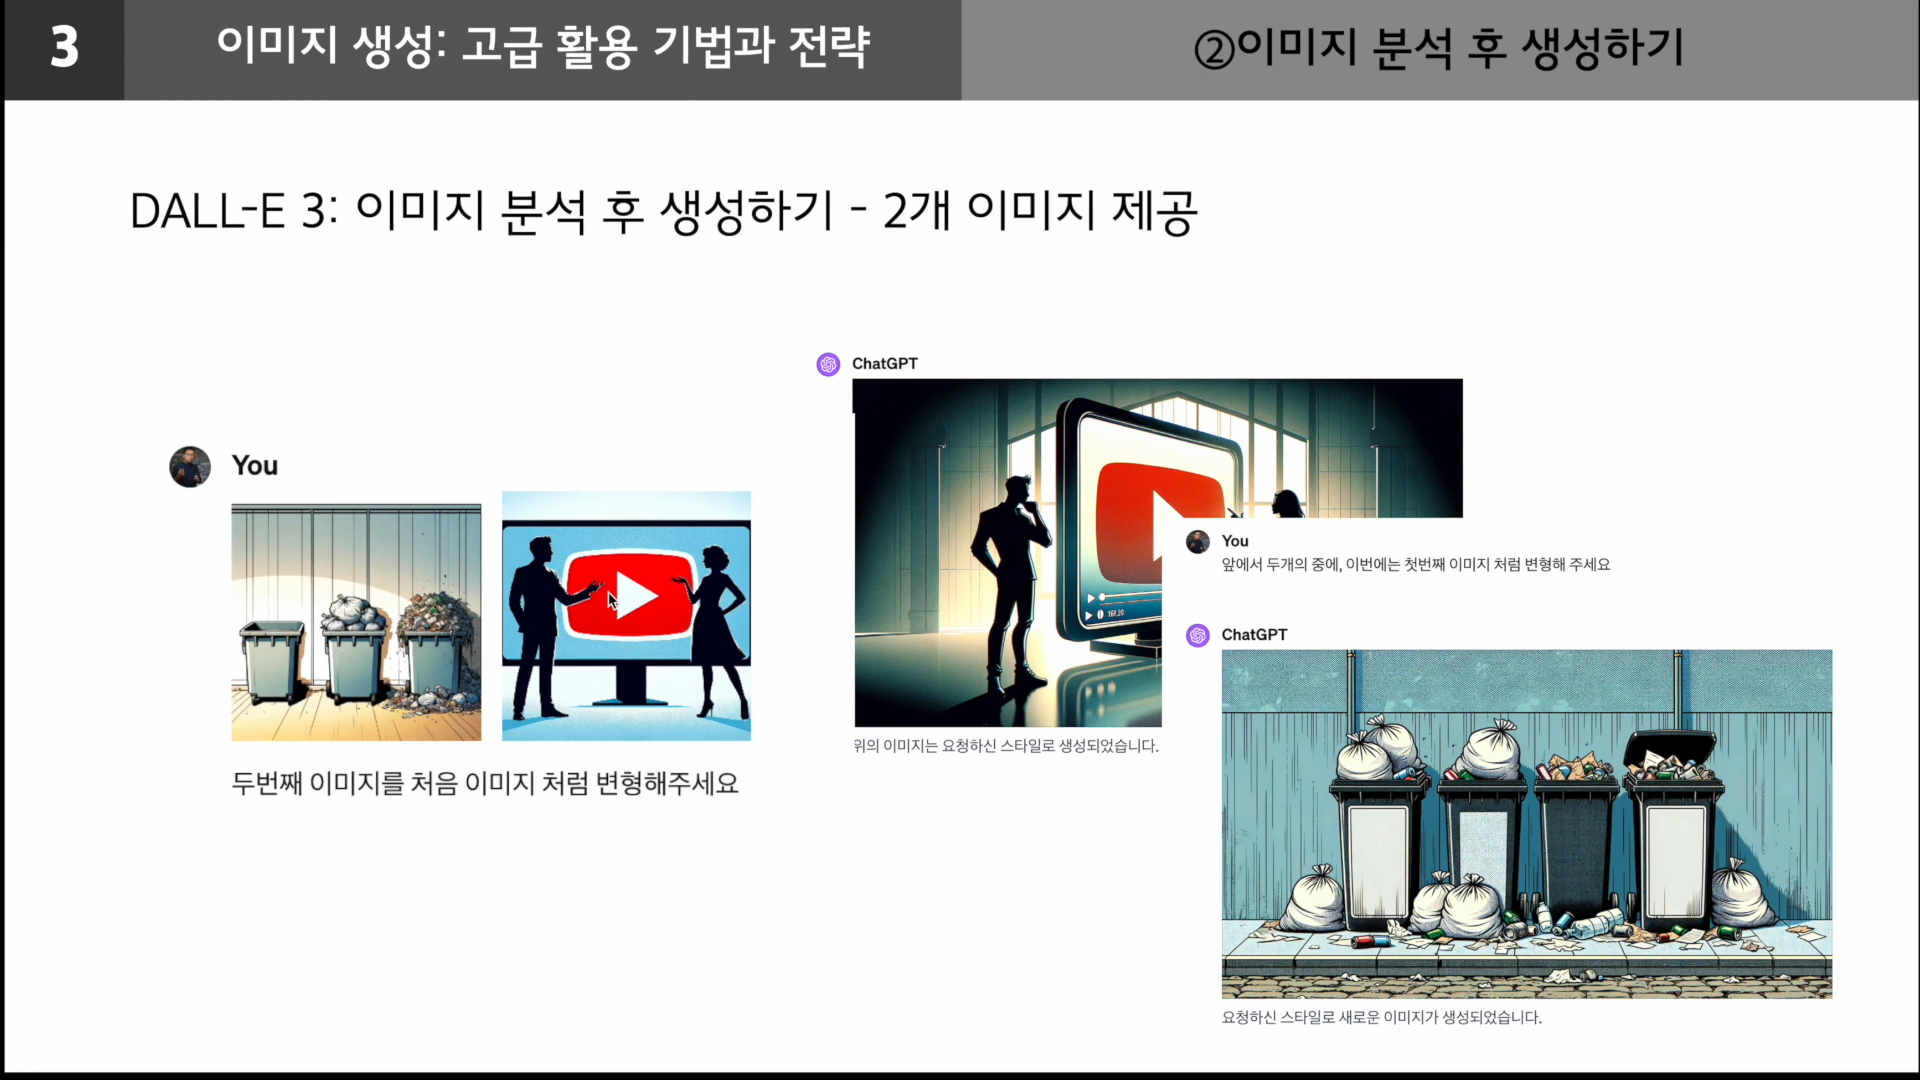 3
이미지 생성: 고급 활용 기법과 전략
②이미지 분석 후 생성하기
DALL-E 3: 이미지 분석 후 생성하기 - 2개 이미지 제공
You
두번째 이미지를 처음 이미지 처럼 변형해주세요
ChatGPT
위의 이미지는 요청하신 스타일로 생성되었습니다.
You
앞에서 두개의 중에, 이번에는 첫번째 이미지 처럼 변형해 주세요
ChatGPT
요청하신 스타일로 새로운 이미지가 생성되었습니다.